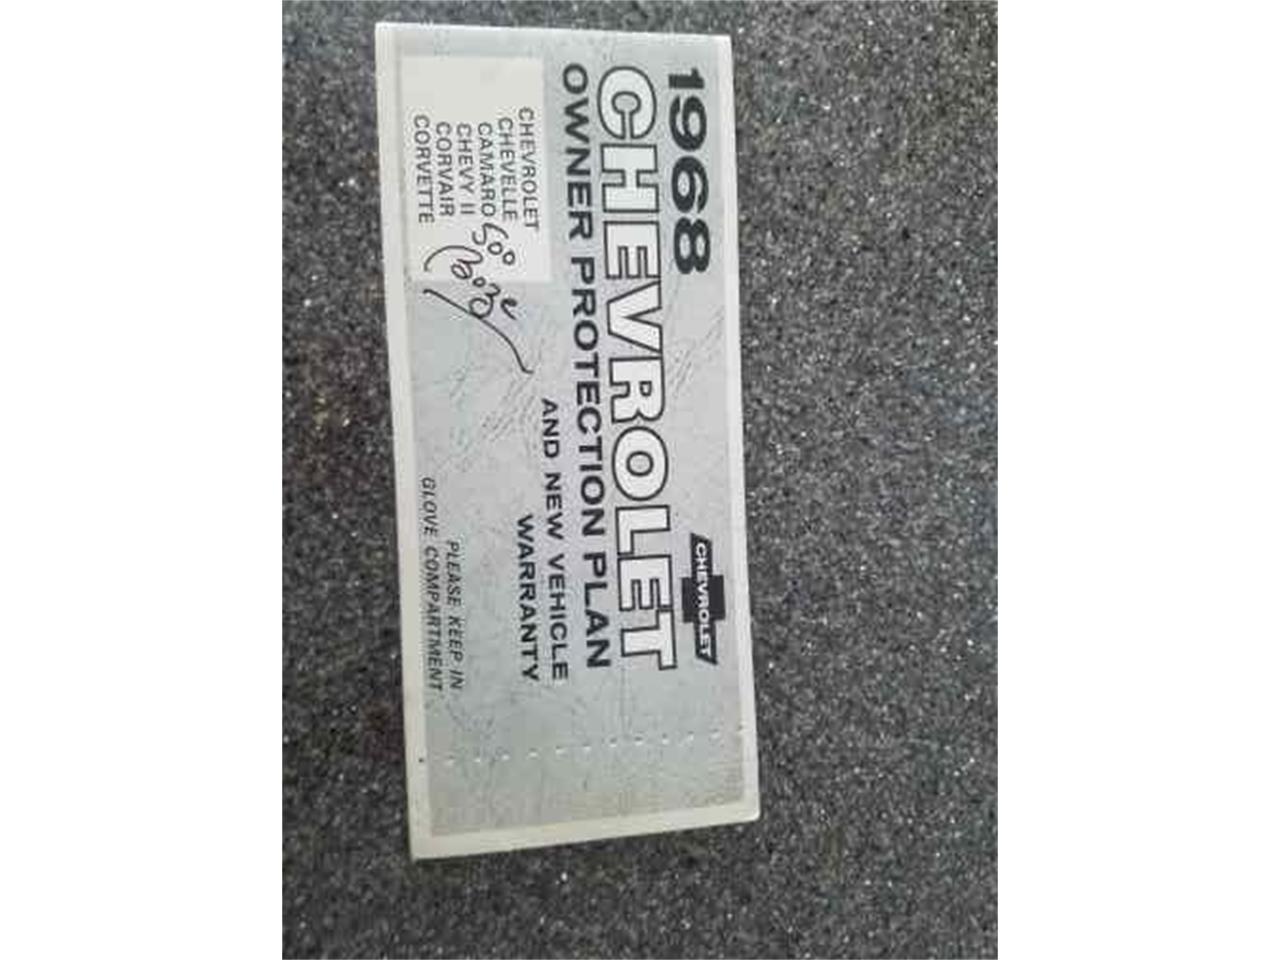 1968
CHEVROLET
CHEVROLET
OWNER PROTECTION PLAN
AND NEW VEHICLE
WARRANTY
CHEVROLET
CHEVELLE
CAMARO
CHEVY II
CORVAIR
CORVETTE
PLEASE KEEP IN
GLOVE COMPARTMENT